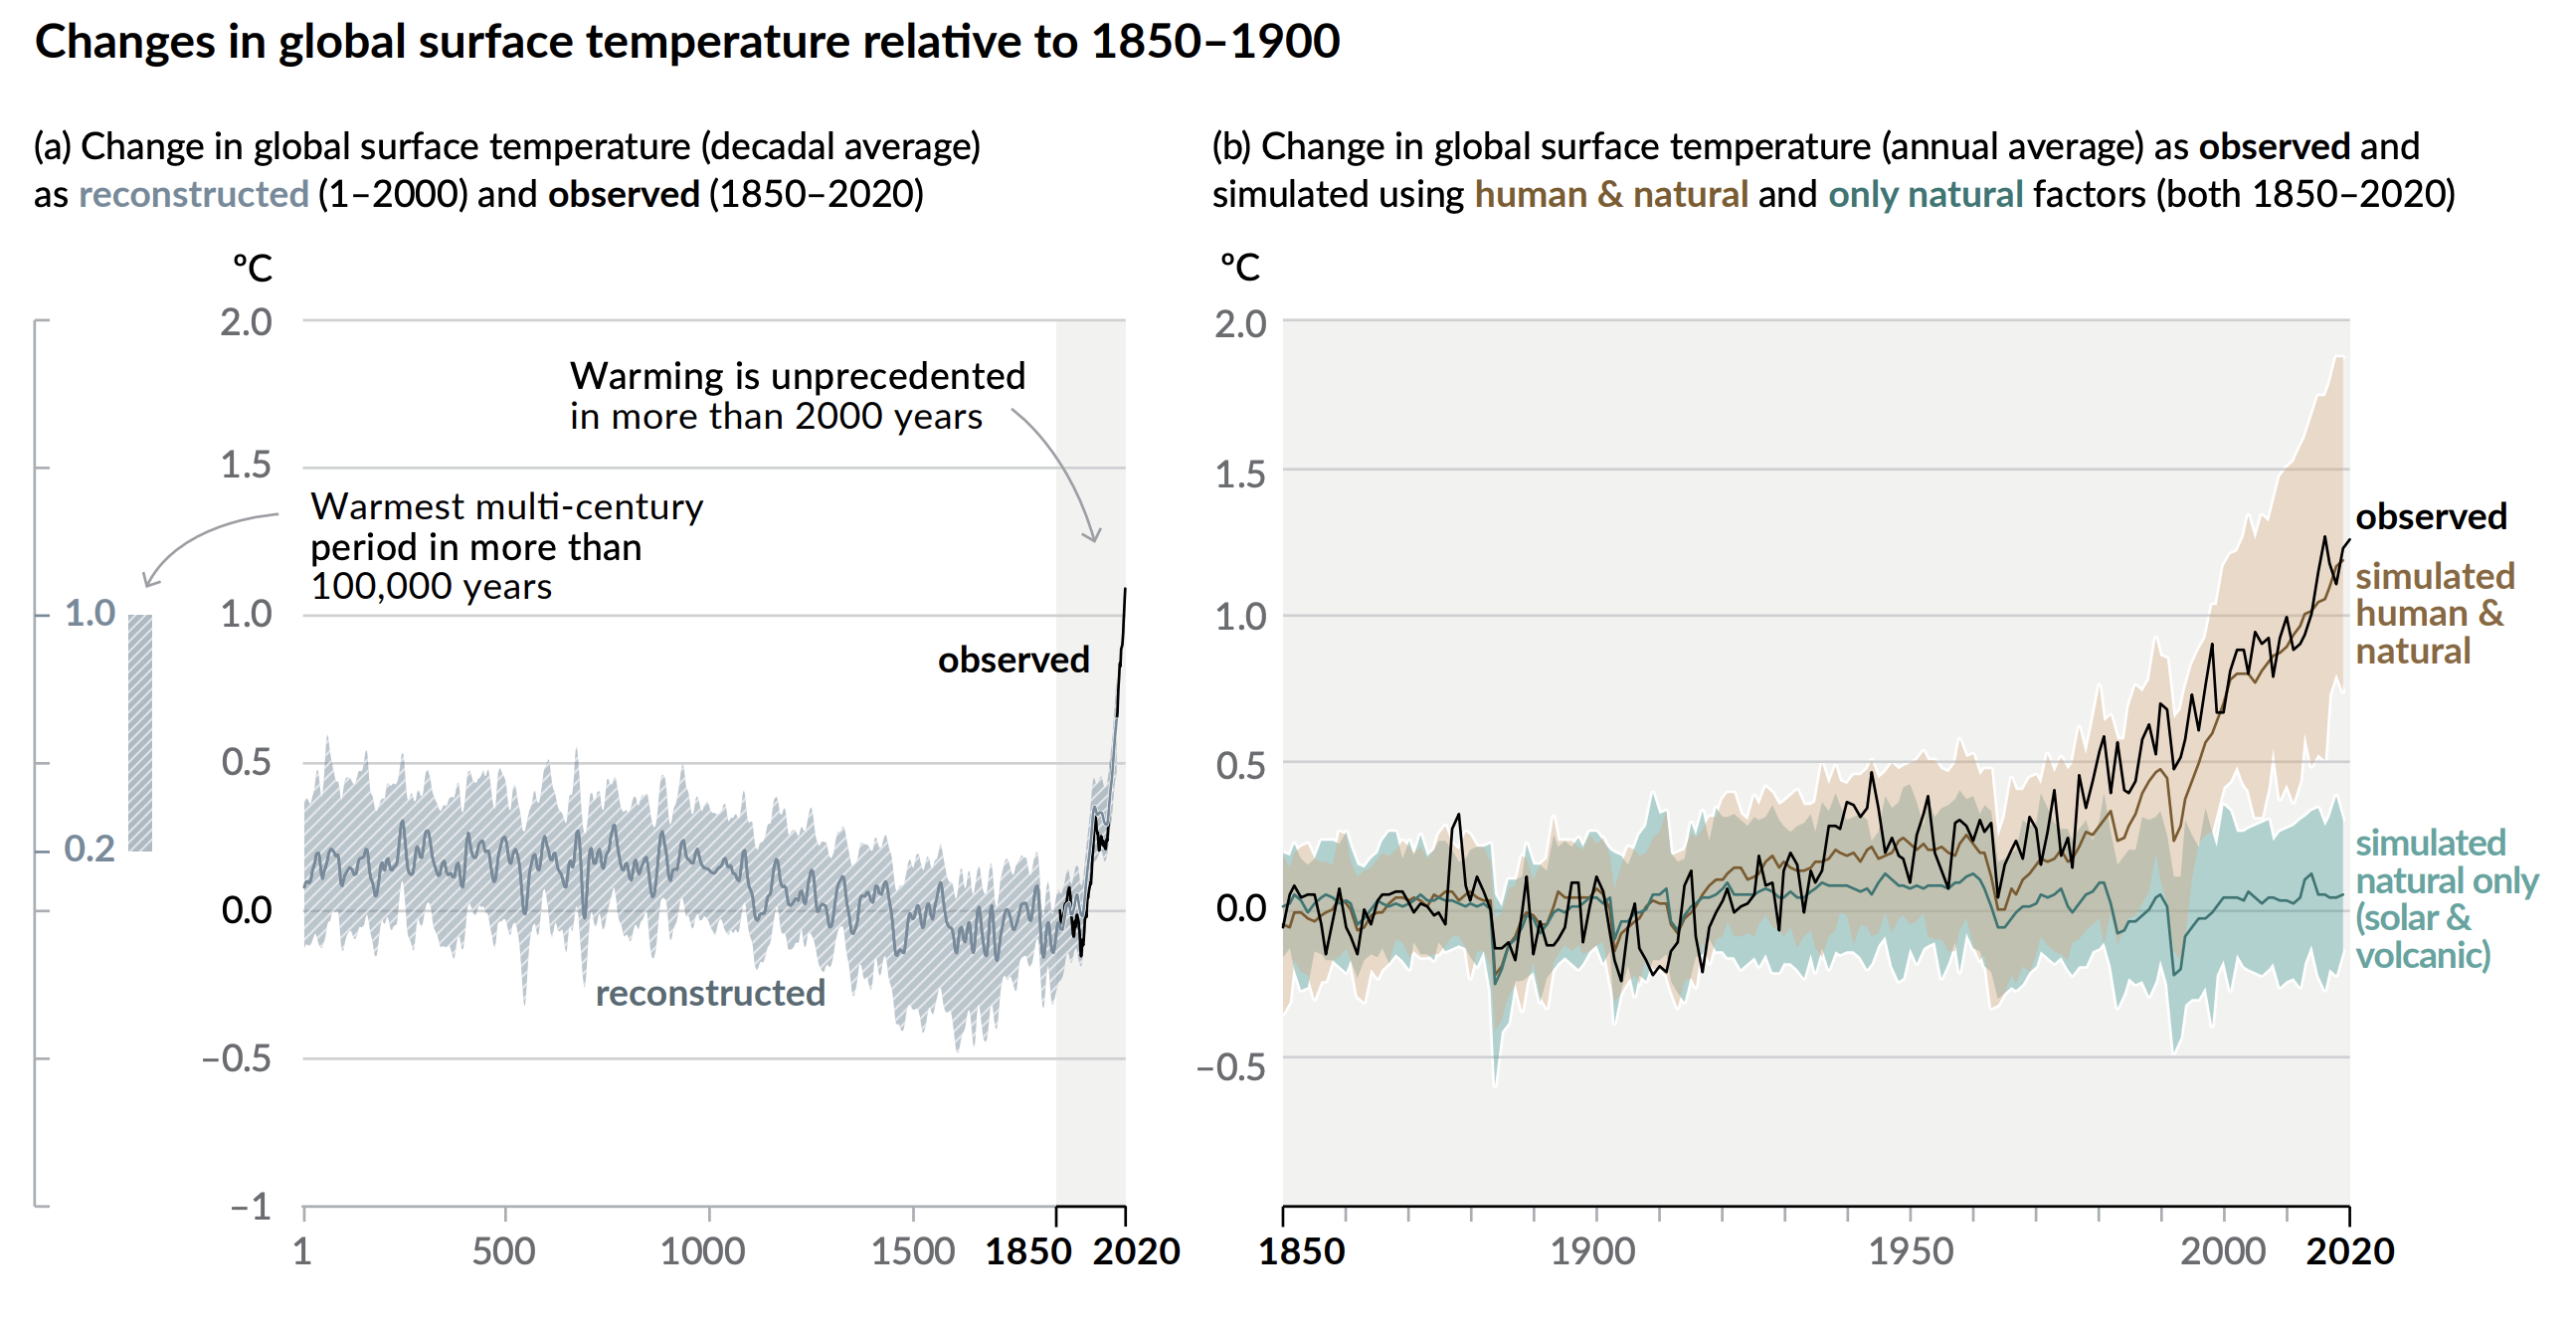 Changes in global surface temperature relative to 1850–1900
(a) Change in global surface temperature (decadal average)
as reconstructed (1–2000) and observed (1850–2020)
ºC
2.0
1.5
1.0
0.5
0.0
–0.5
–1
1.0
0.2
Warming is unprecedented
in more than 2000 years
Warmest multi-century
period in more than
100,000 years
observed
reconstructed
1 500 1000 1500 1850 2020
(b) Change in global surface temperature (annual average) as observed and
simulated using human & natural and only natural factors (both 1850–2020)
ºC
2.0
1.5
1.0
0.5
0.0
–0.5
observed
simulated
human &
natural
simulated
natural only
(solar &
volcanic)
1850 1900 1950 2000 2020